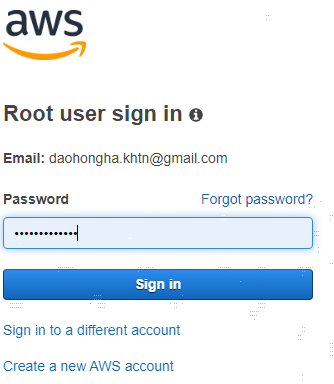 aws
Root user sign in
Email: daohongha.khtn@gmail.com
Password Forgot password?
•••••••••••••
Sign in
Sign in to a different account
Create a new AWS account